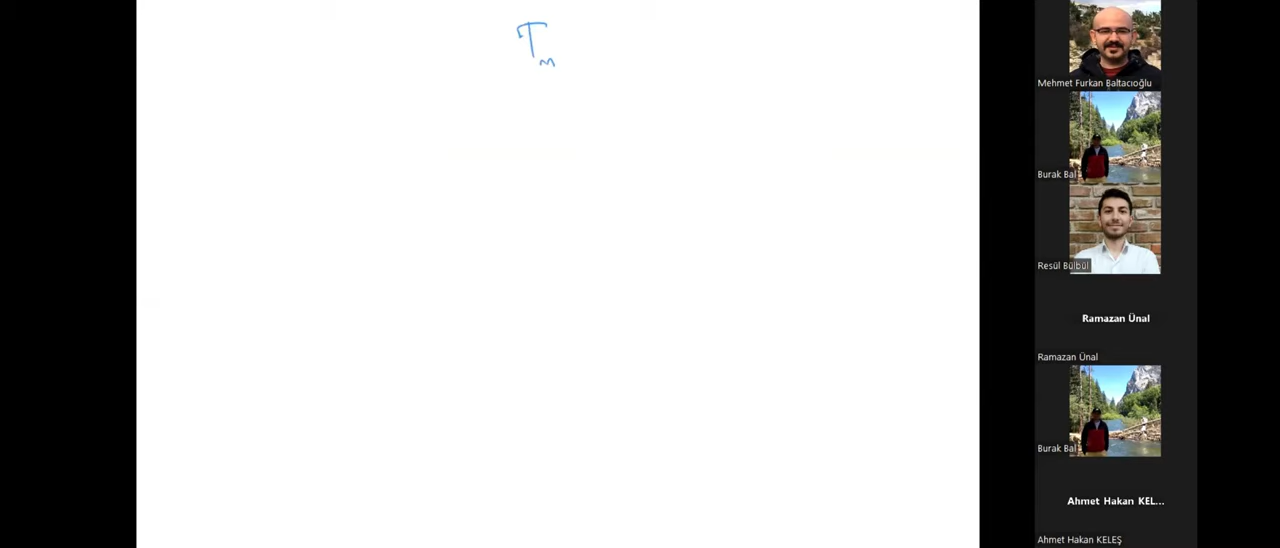 Tm
Mehmet Furkan Baltacıoğlu
Burak Bal
Resül Bülbül
Ramazan Ünal
Ramazan Ünal
Burak Bal
Ahmet Hakan KEL...
Ahmet Hakan KELEŞ